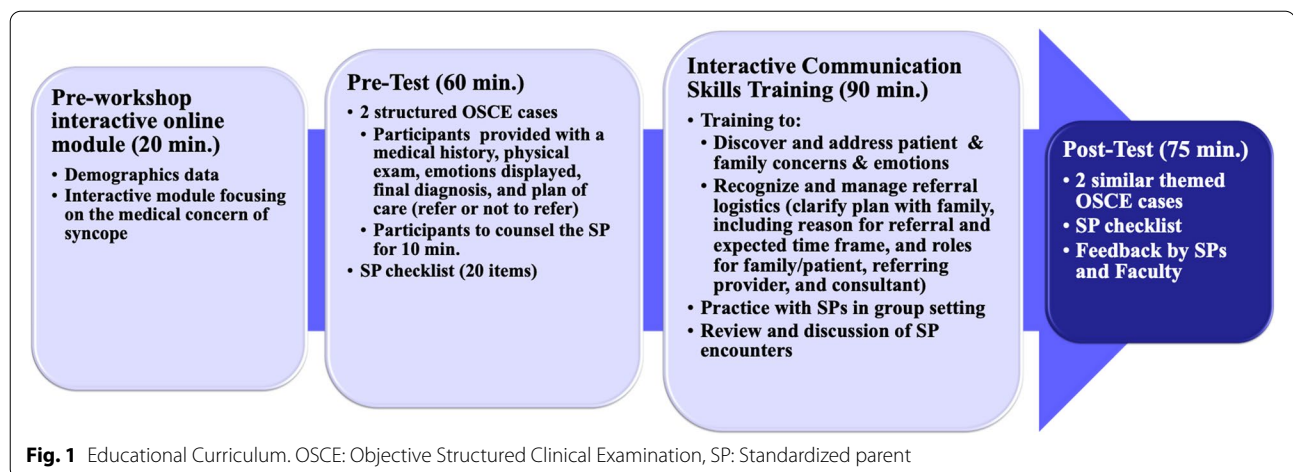 Pre-workshop
interactive online
module (20 min.)
• Demographics data
• Interactive module focusing
on the medical concern of
syncope
Pre-Test (60 min.)
• 2 structured OSCE cases
• Participants provided with a
medical history, physical
exam, emotions displayed,
final diagnosis, and plan of
care (refer or not to refer)
• Participants to counsel the SP
for 10 min.
• SP checklist (20 items)
Interactive Communication
Skills Training (90 min.)
• Training to:
• Discover and address patient &
family concerns & emotions
• Recognize and manage referral
logistics (clarify plan with family,
including reason for referral and
expected time frame, and roles
for family/patient, referring
provider, and consultant)
• Practice with SPs in group setting
• Review and discussion of SP
encounters
Post-Test (75 min.)
• 2 similar themed
OSCE cases
• SP checklist
• Feedback by SPs
and Faculty
Fig. 1 Educational Curriculum. OSCE: Objective Structured Clinical Examination, SP: Standardized parent